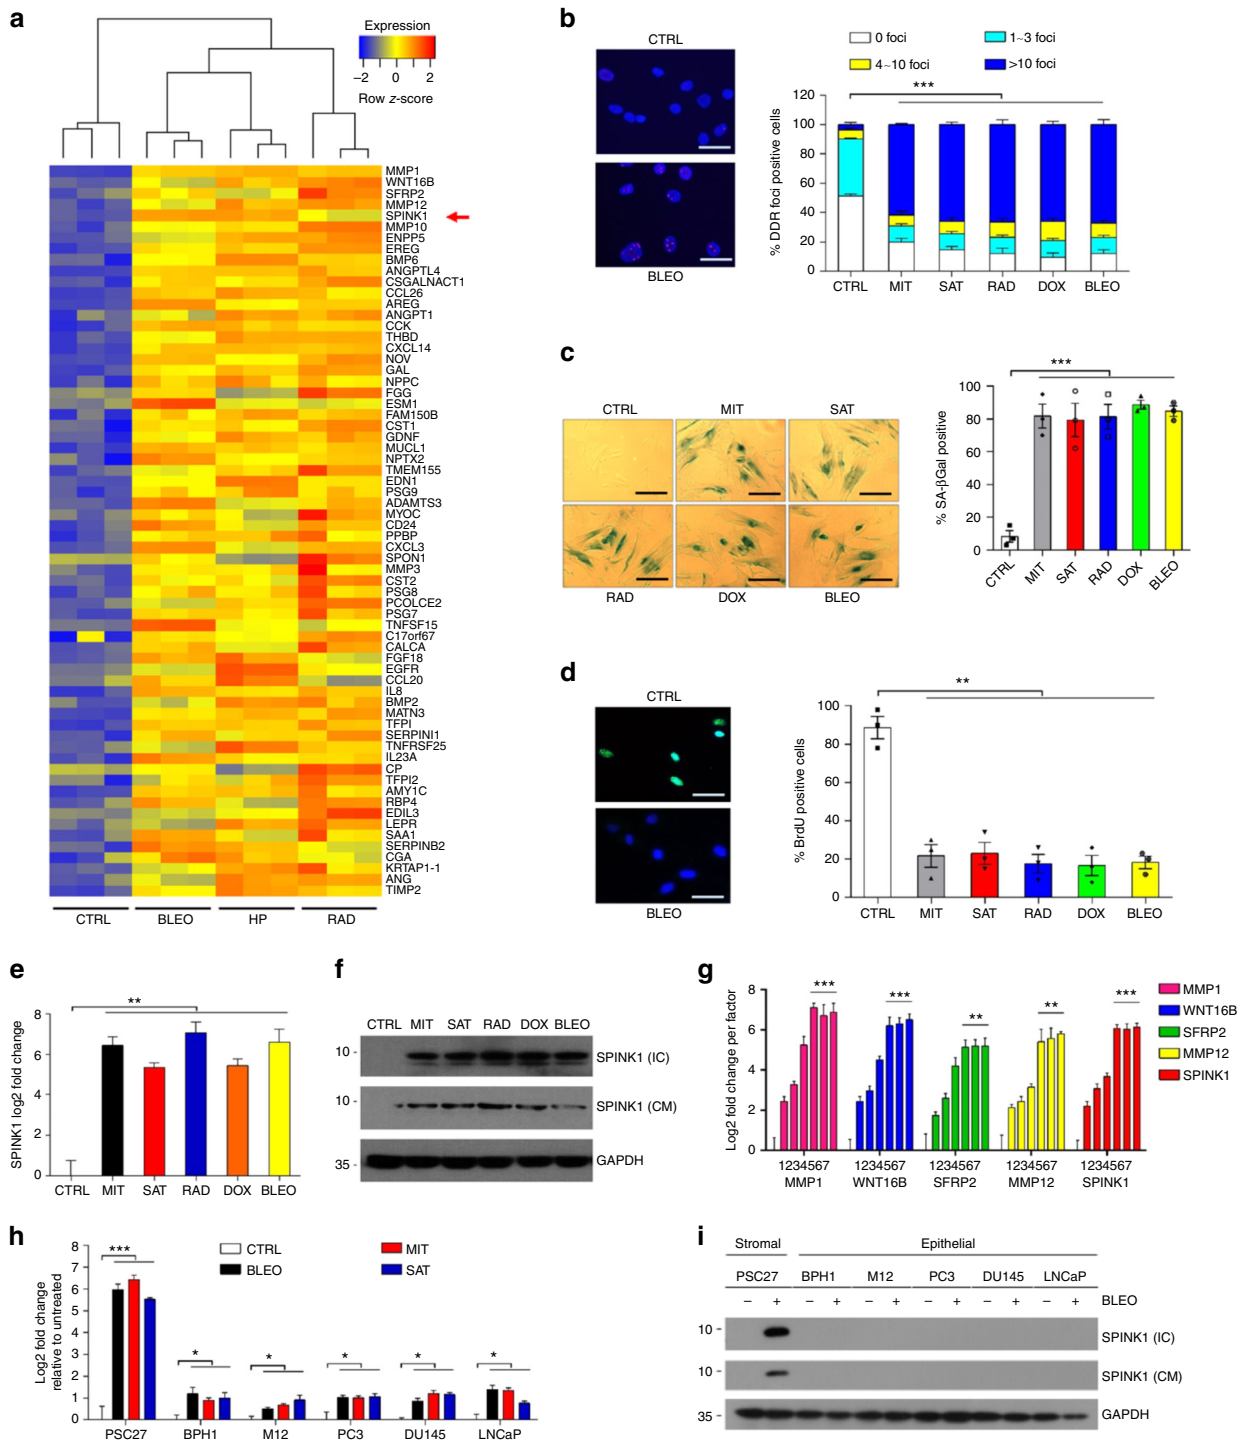 a
Expression
−2 0 2
Row z-score
MMP1
WNT16B
SFRP2
MMP12
SPINK1
MMP10
ENPP5
EREG
BMP6
ANGPTL4
CSGALNACT1
CCL26
AREG
ANGPT1
CCK
THBD
CXCL14
NOV
GAL
NPPC
FGG
ESM1
FAM150B
CST1
GDNF
MUCL1
NPTX2
TMEM155
EDN1
PSG9
ADAMTS3
MYOC
CD24
PPBP
CXCL3
SPON1
MMP3
CST2
PSG8
PCOLCE2
PSG7
TNFSF15
C17orf67
CALCA
FGF18
EGFR
CCL20
IL8
BMP2
MATN3
TFPI
SERPINI1
TNFRSF25
IL23A
CP
TFPI2
AMY1C
RBP4
EDIL3
LEPR
SAA1
SERPINB2
CGA
KRTAP1-1
ANG
TIMP2
CTRL BLEO HP RAD
b
CTRL
BLEO
0 foci 1~3 foci
4~10 foci >10 foci
% DDR foci positive cells
120
100
80
60
40
20
0
***
CTRL MIT SAT RAD DOX BLEO
c
CTRL MIT SAT
RAD DOX BLEO
% SA-βGal positive
100
80
60
40
20
0
***
CTRL MIT SAT RAD DOX BLEO
d
CTRL
BLEO
% BrdU positive cells
100
80
60
40
20
0
**
CTRL MIT SAT RAD DOX BLEO
e
SPINK1 log2 fold change
8
6
4
2
0
**
CTRL MIT SAT RAD DOX BLEO
f
CTRL MIT SAT RAD DOX BLEO
10 - SPINK1 (IC)
10 - SPINK1 (CM)
35 - GAPDH
g
Log2 fold change per factor
8
6
4
2
0
*** *** ** ** ***
1234567 1234567 1234567 1234567 1234567
MMP1 WNT16B SFRP2 MMP12 SPINK1
MMP1
WNT16B
SFRP2
MMP12
SPINK1
h
Log2 fold change
relative to untreated
8
7
6
5
4
3
2
1
0
CTRL MIT
BLEO SAT
*** * * * * *
PSC27 BPH1 M12 PC3 DU145 LNCaP
i
Stromal Epithelial
PSC27 BPH1 M12 PC3 DU145 LNCaP
− + − + − + − + − + − + BLEO
10 - SPINK1 (IC)
10 - SPINK1 (CM)
35 - GAPDH